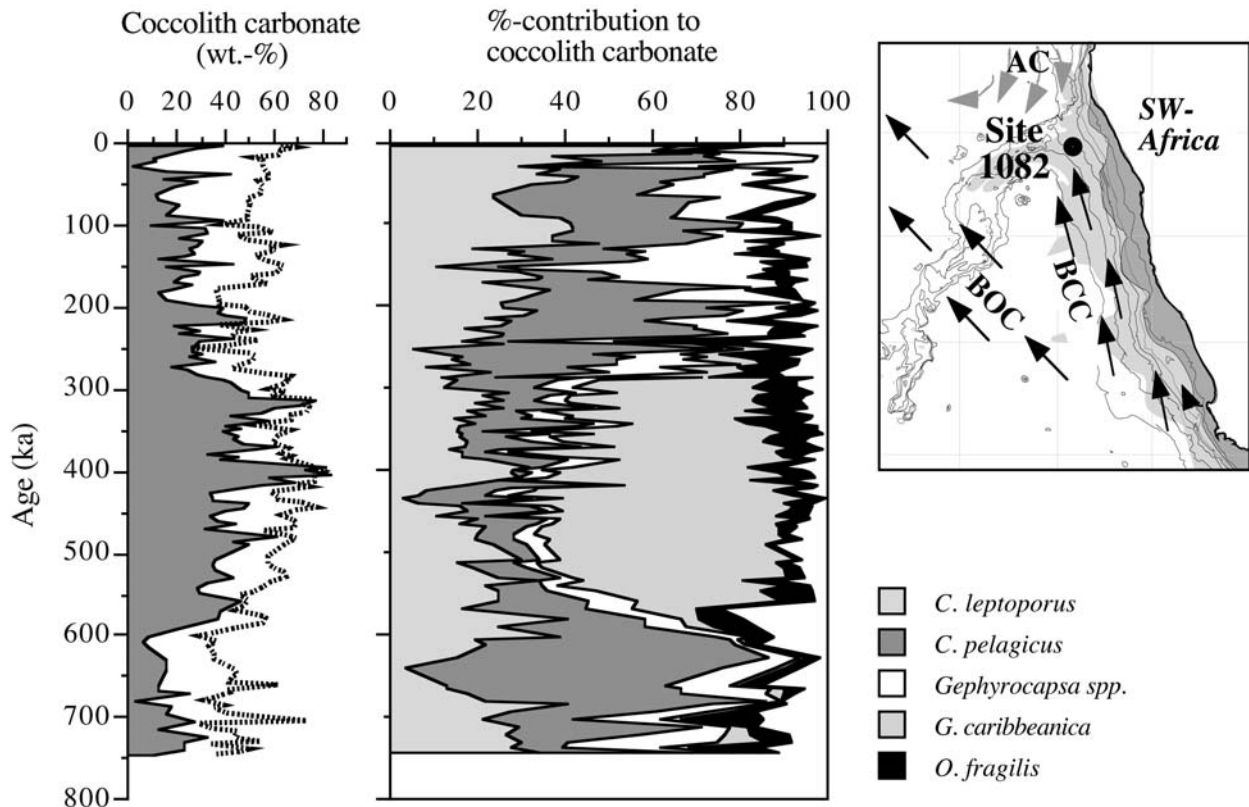 Coccolith carbonate
(wt.-%)
0 20 40 60 80
%-contribution to
coccolith carbonate
0 20 40 60 80 100
Age (ka)
0
100
200
300
400
500
600
700
800
AC
SW-
Africa
Site
1082
BOC
BCC
C. leptoporus
C. pelagicus
Gephyrocapsa spp.
G. caribbeanica
O. fragilis